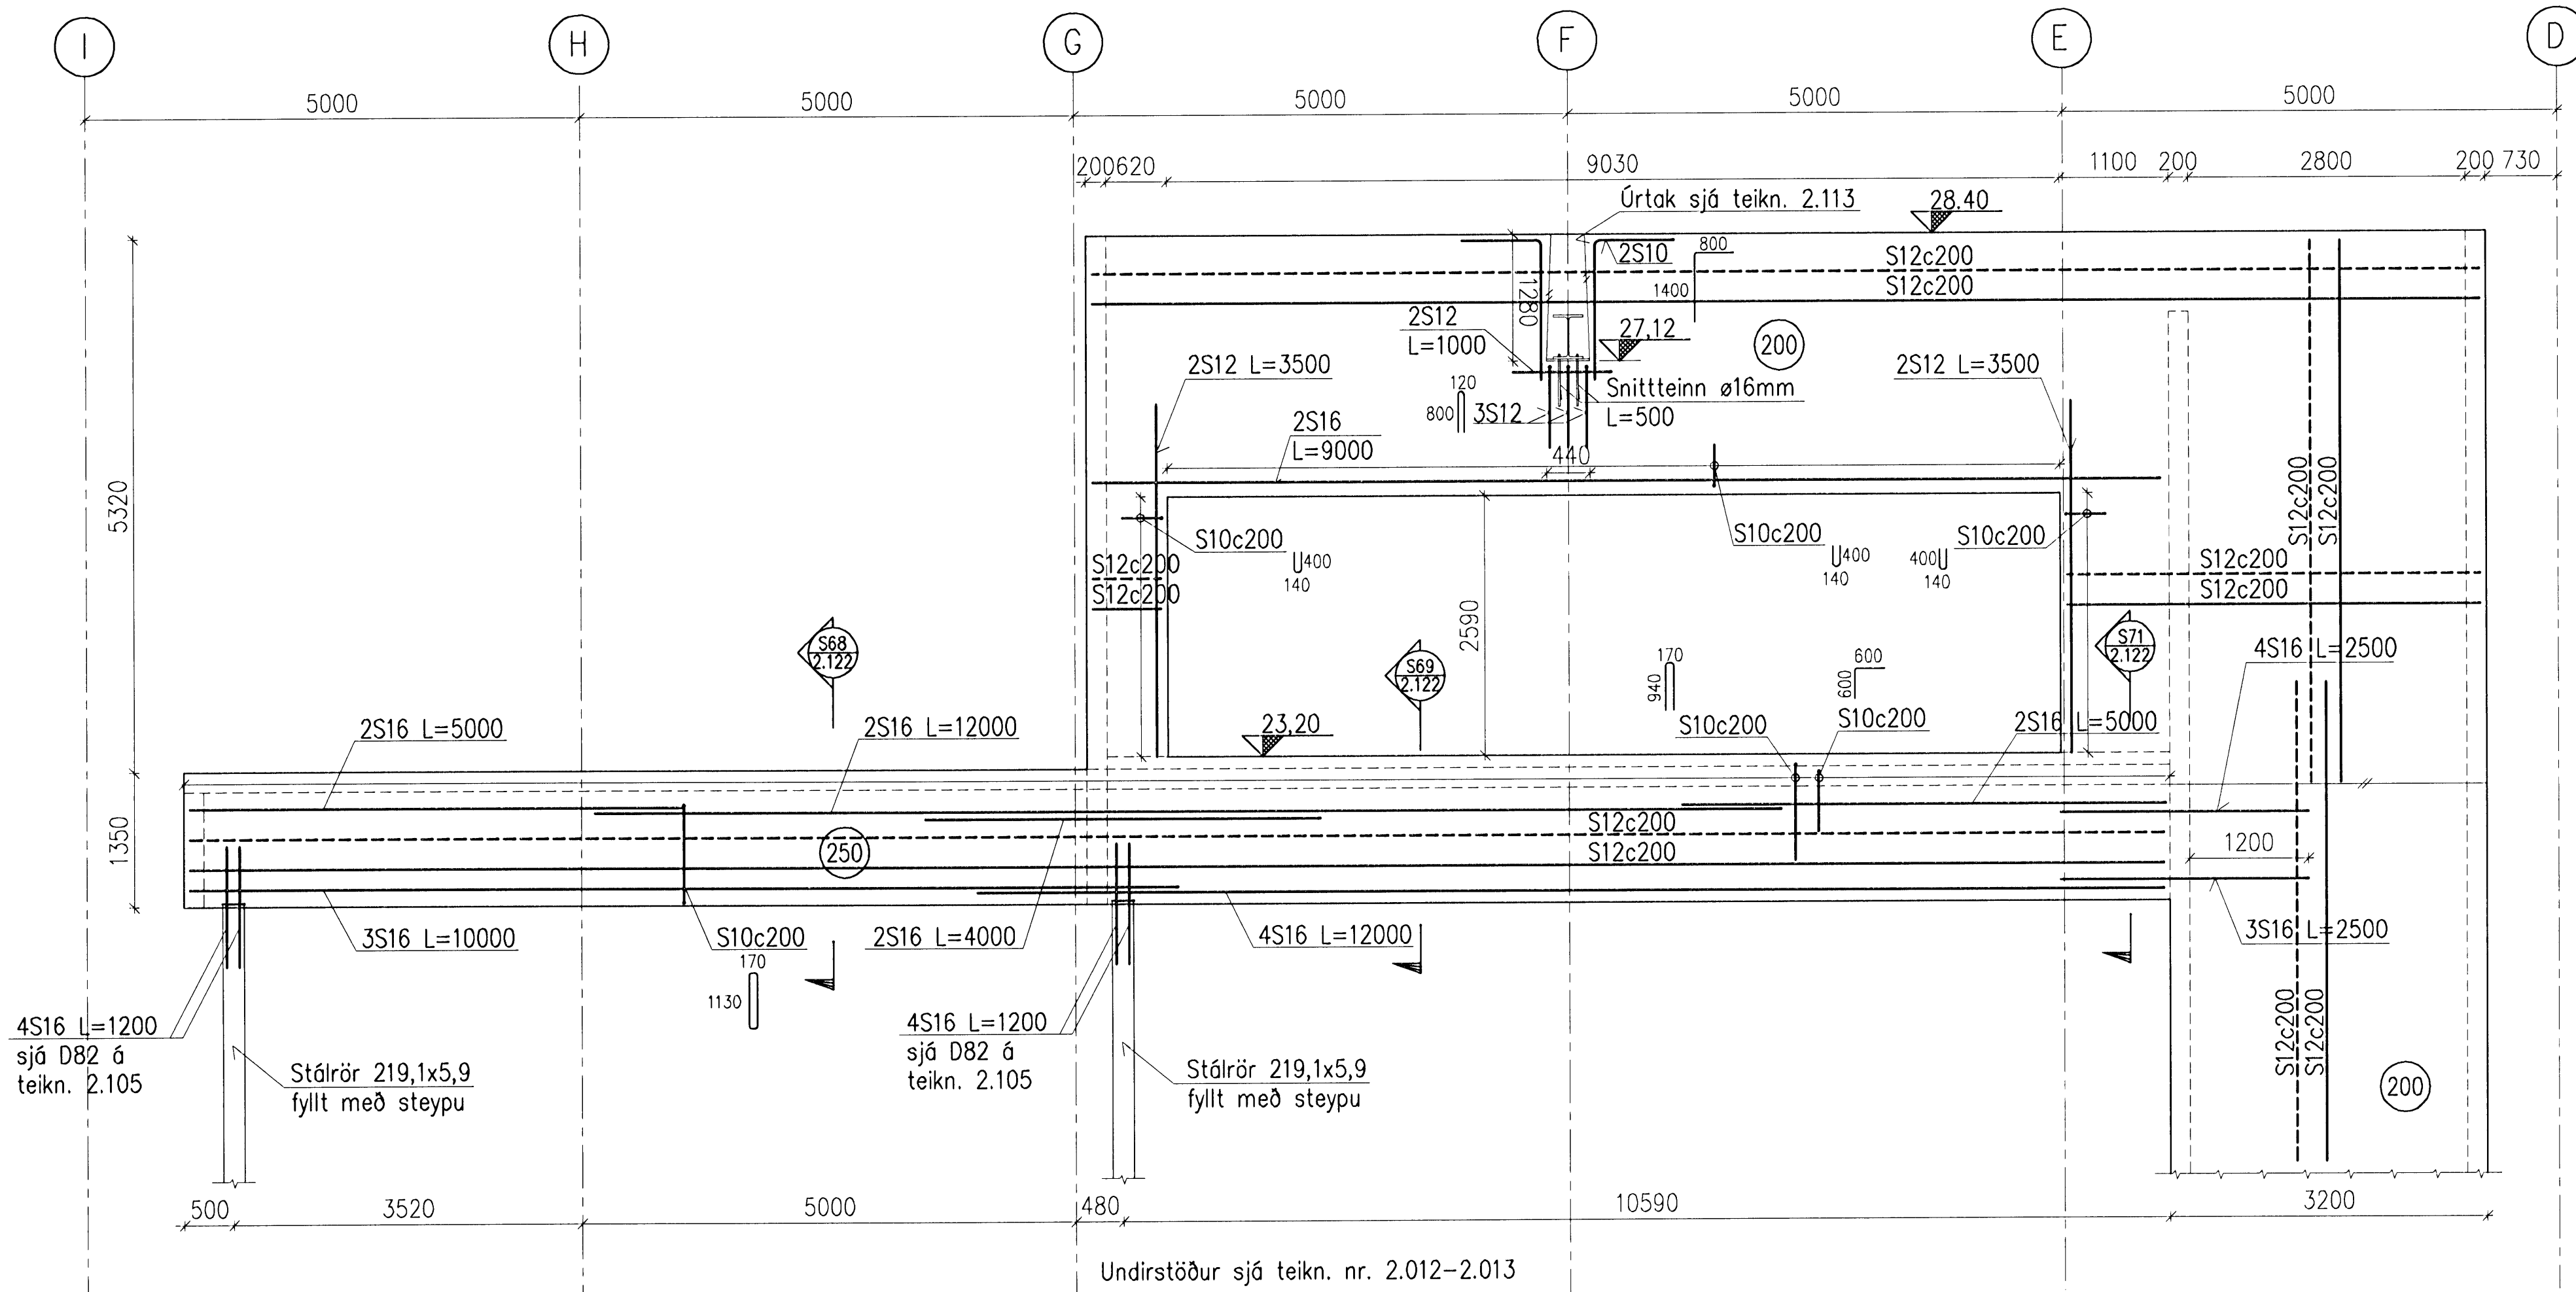 I H G F E D
5000 5000 5000 5000 5000
200 620 9030 1100 200 2800 200 730
Úrtak sjá teikn. 2.113
28.40
2S10
800
1400
S12c200
S12c200
1280
2S12
L=1000
27,12
200
2S12 L=3500
2S12 L=3500
120
800
3S12
Snittteinn ø16mm
L=500
2S16
L=9000
440
5320
S12c200
S12c200
S10c200
400
140
S10c200
400
140
S10c200
400
140
S12c200
S12c200
S12c200
S12c200
2590
S68
2.122
S69
2.122
S71
2.122
170
940
600
600
4S16 L=2500
S10c200
S10c200
2S16 L=5000
23,20
2S16 L=5000
2S16 L=12000
1350
250
S12c200
S12c200
1200
3S16 L=10000
S10c200
170
1130
2S16 L=4000
4S16 L=12000
3S16 L=2500
4S16 L=1200
sjá D82 á
teikn. 2.105
Stálrör 219,1x5,9
fyllt með steypu
4S16 L=1200
sjá D82 á
teikn. 2.105
Stálrör 219,1x5,9
fyllt með steypu
S12c200
S12c200
200
500 3520 5000 480 10590 3200
Undirstöður sjá teikn. nr. 2.012-2.013